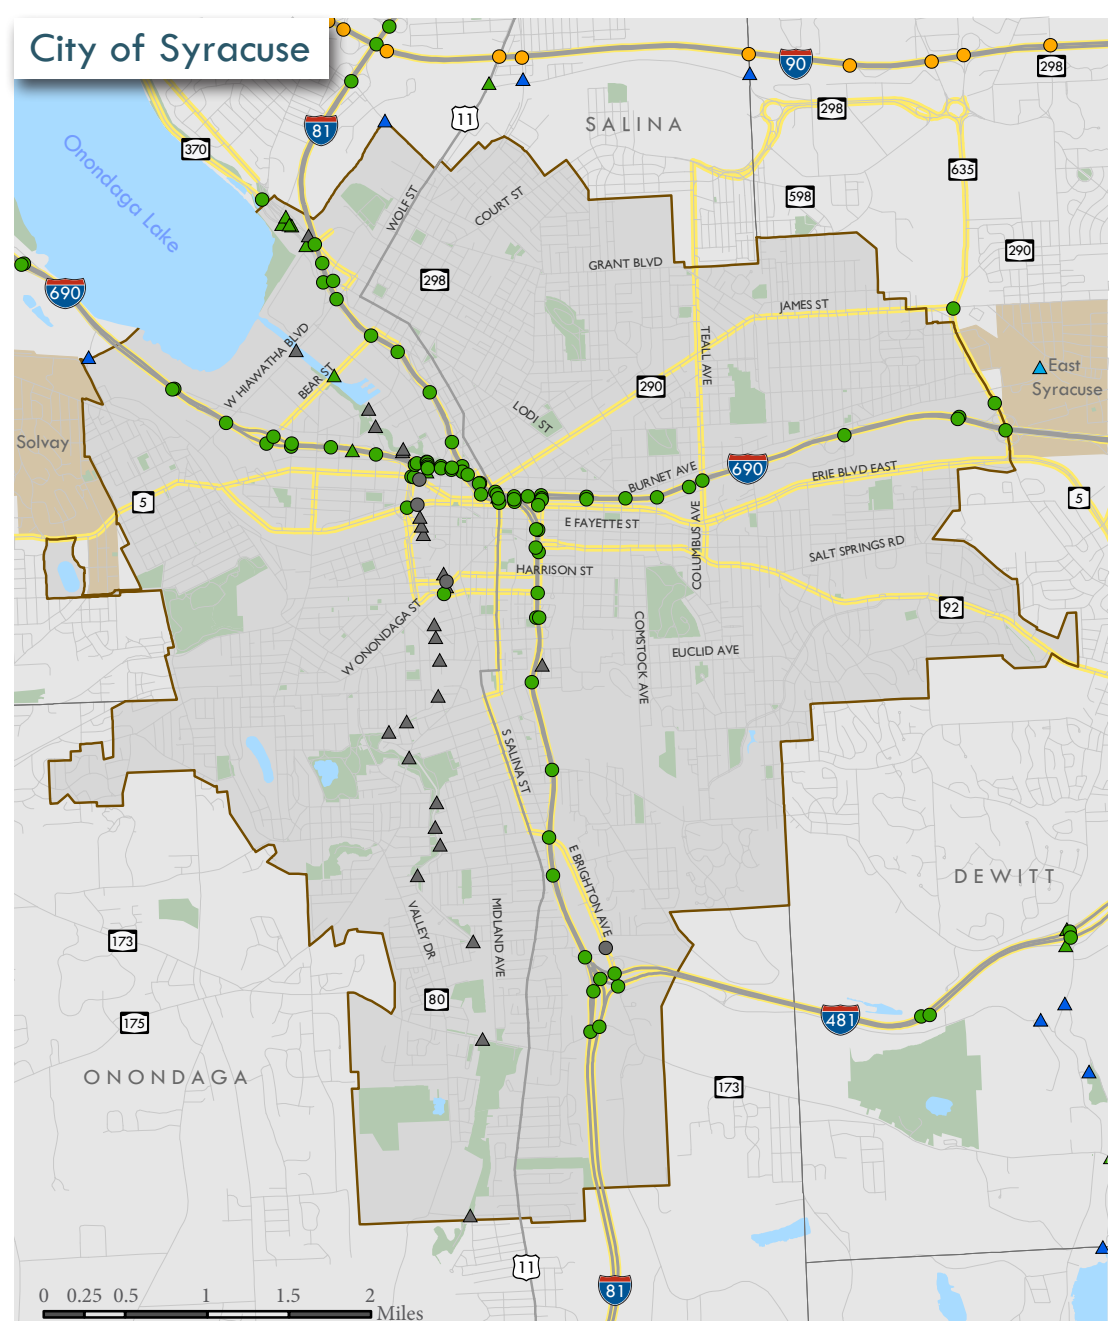 City of Syracuse
90
298
81
11
SALINA
298
370
Onondaga Lake
WOLF ST
COURT ST
635
598
290
GRANT BLVD
298
690
JAMES ST
W HIAWATHA BLVD
BEAR ST
TEALL AVE
East
Syracuse
290
LODI ST
Solvay
BURNET AVE
690
ERIE BLVD EAST
5
5
E FAYETTE ST
COLUMBUS AVE
SALT SPRINGS RD
HARRISON ST
92
W ONONDAGA ST
COMSTOCK AVE
EUCLID AVE
S SALINA ST
E BRIGHTON AVE
DEWITT
VALLEY DR
MIDLAND AVE
173
80
175
481
ONONDAGA
173
11
81
0 0.25 0.5 1 1.5 2
Miles